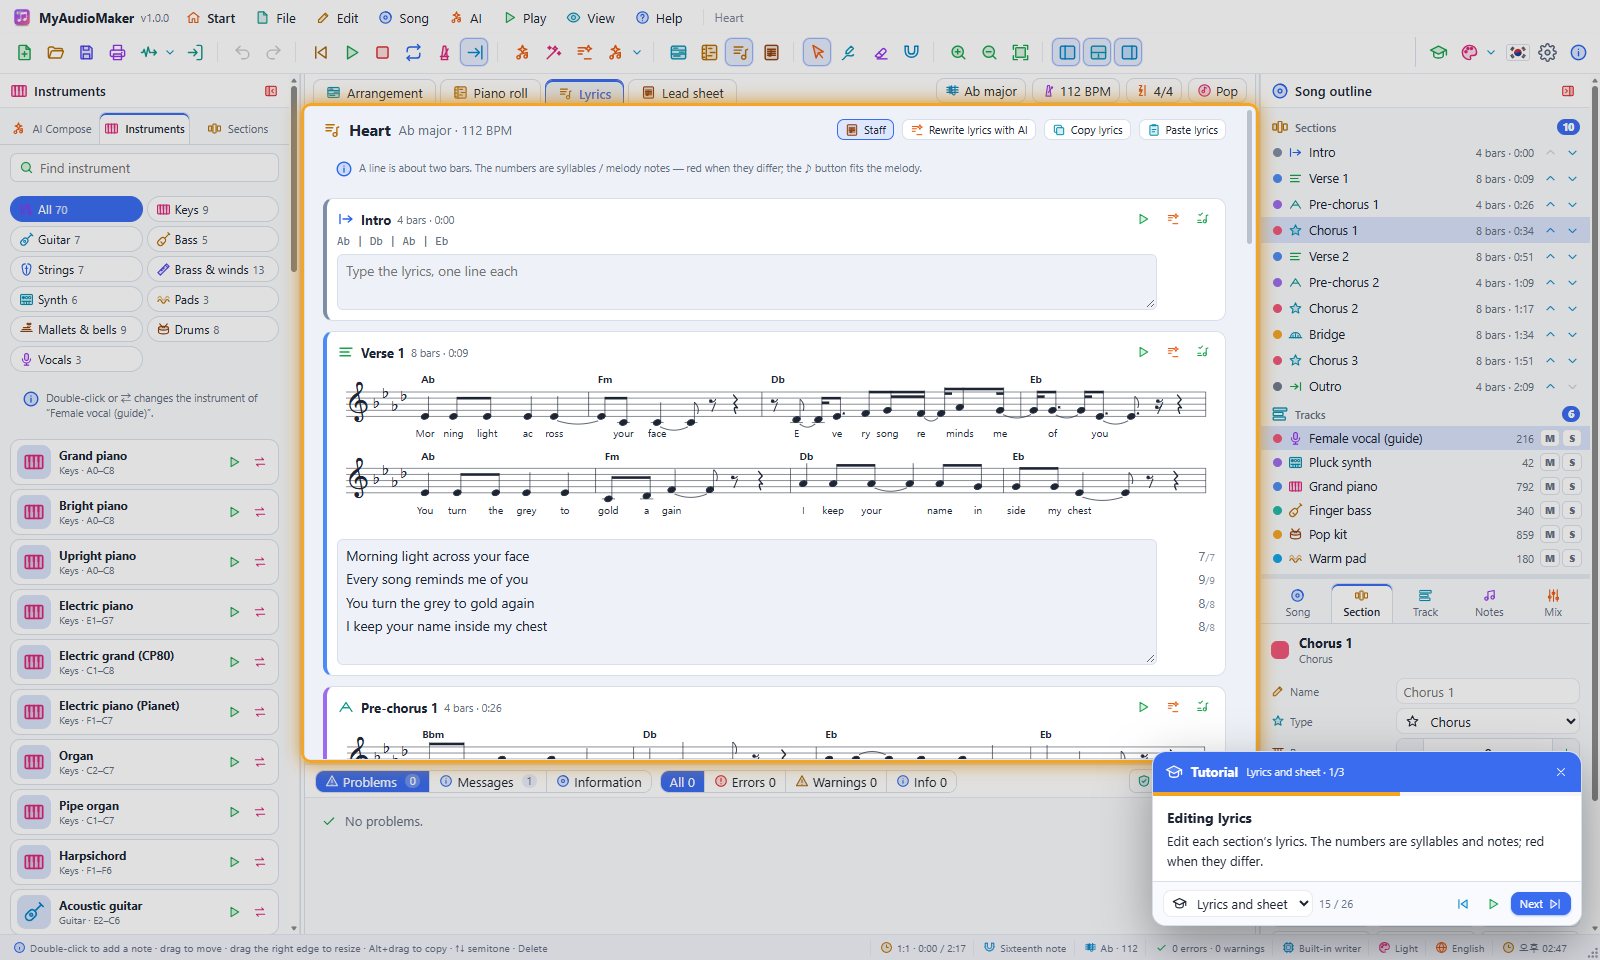 MyAudioMaker v1.0.0 Start File Edit Song AI Play View Help Heart
Instruments
AI Compose Instruments Sections
Find instrument
All 70 Keys 9
Guitar 7 Bass 5
Strings 7 Brass & winds 13
Synth 6 Pads 3
Mallets & bells 9 Drums 8
Vocals 3
Double-click or ⇄ changes the instrument of
"Female vocal (guide)".
Grand piano
Keys · A0–C8
Bright piano
Keys · A0–C8
Upright piano
Keys · A0–C8
Electric piano
Keys · E1–G7
Electric grand (CP80)
Keys · C1–C8
Electric piano (Pianet)
Keys · F1–C7
Organ
Keys · C2–C7
Pipe organ
Keys · C1–C7
Harpsichord
Keys · F1–F6
Acoustic guitar
Guitar · E2–C6
Arrangement Piano roll Lyrics Lead sheet Ab major 112 BPM 4/4 Pop
Heart Ab major · 112 BPM Staff Rewrite lyrics with AI Copy lyrics Paste lyrics
A line is about two bars. The numbers are syllables / melody notes — red when they differ; the ♪ button fits the melody.
Intro 4 bars · 0:00
Ab | Db | Ab | Eb
Type the lyrics, one line each
Verse 1 8 bars · 0:09
Ab Fm Db Eb
Mor ning light ac ross your face E ve ry song re minds me of you
Ab Fm Db Eb
You turn the grey to gold a gain I keep your name in side my chest
Morning light across your face 7/7
Every song reminds me of you 9/9
You turn the grey to gold again 8/8
I keep your name inside my chest 8/8
Pre-chorus 1 4 bars · 0:26
Bbm Db Eb Eb
Problems 0 Messages 1 Information All 0 Errors 0 Warnings 0 Info 0
No problems.
Song outline
Sections 10
Intro 4 bars · 0:00
Verse 1 8 bars · 0:09
Pre-chorus 1 4 bars · 0:26
Chorus 1 8 bars · 0:34
Verse 2 8 bars · 0:51
Pre-chorus 2 4 bars · 1:09
Chorus 2 8 bars · 1:17
Bridge 8 bars · 1:34
Chorus 3 8 bars · 1:51
Outro 4 bars · 2:09
Tracks 6
Female vocal (guide) 216 M S
Pluck synth 42 M S
Grand piano 792 M S
Finger bass 340 M S
Pop kit 859 M S
Warm pad 180 M S
Song Section Track Notes Mix
Chorus 1
Chorus
Name Chorus 1
Type Chorus
Tutorial Lyrics and sheet · 1/3
Editing lyrics
Edit each section's lyrics. The numbers are syllables and notes; red
when they differ.
Lyrics and sheet 15 / 26 Next
Double-click to add a note · drag to move · drag the right edge to resize · Alt+drag to copy · ↑↓ semitone · Delete 1:1 · 0:00 / 2:17 Sixteenth note Ab · 112 0 errors · 0 warnings Built-in writer Light English 오후 02:47